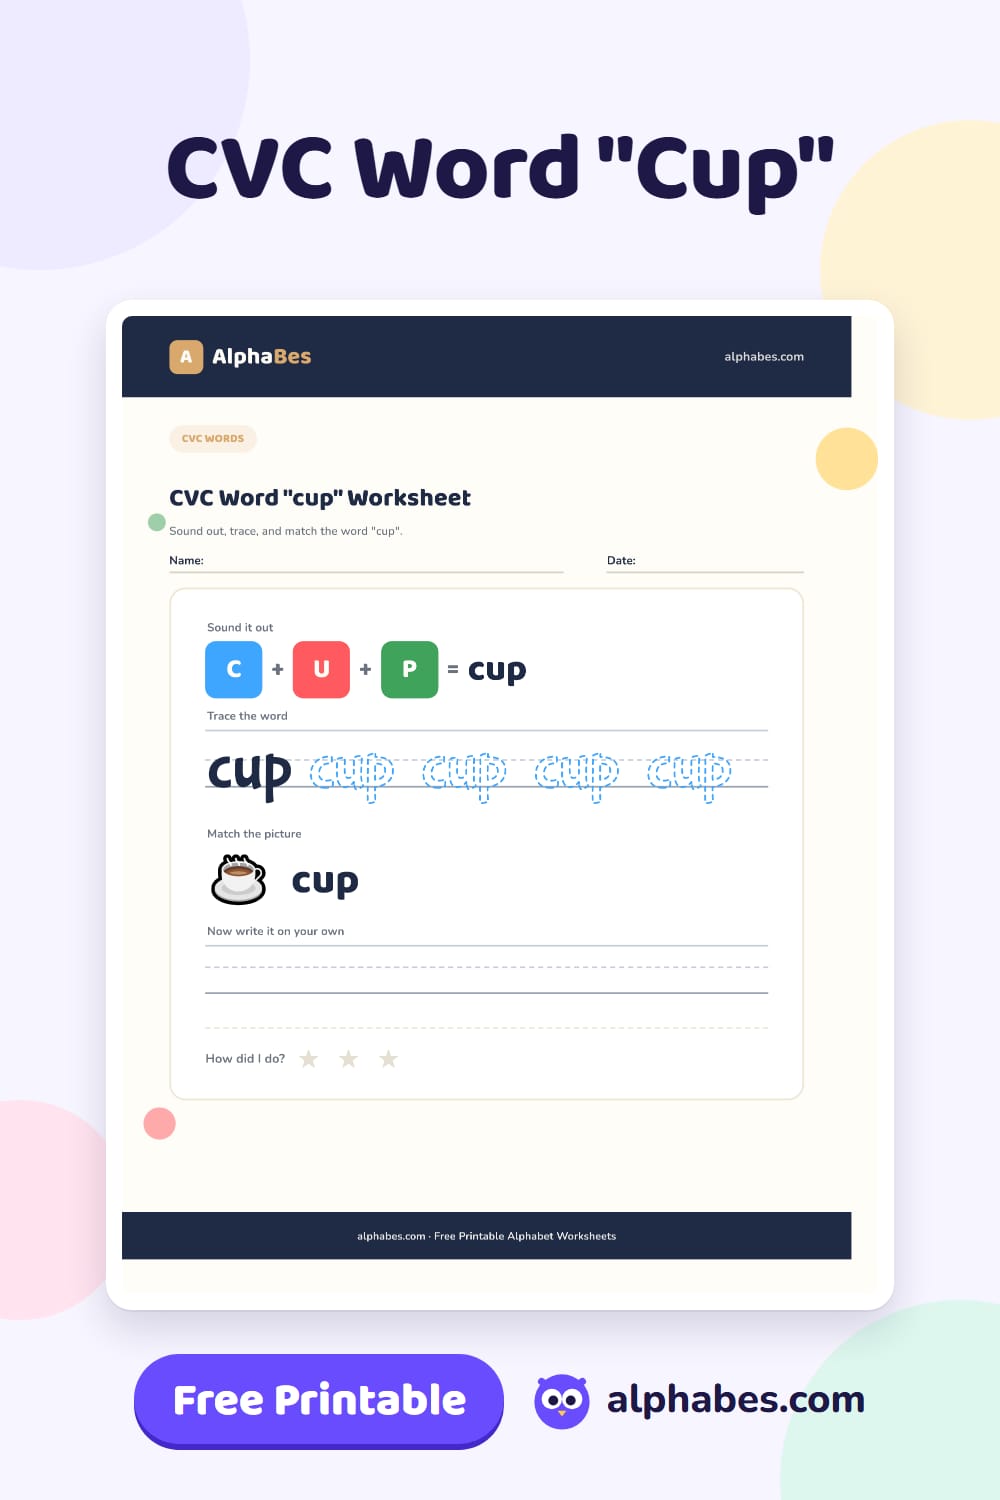 CVC Word "Cup"
A AlphaBes
alphabes.com
CVC WORDS
CVC Word "cup" Worksheet
Sound out, trace, and match the word "cup".
Name: Date:
Sound it out
C + U + P = cup
Trace the word
cup cup cup cup cup
Match the picture
cup
Now write it on your own
How did I do?
alphabes.com · Free Printable Alphabet Worksheets
Free Printable
alphabes.com